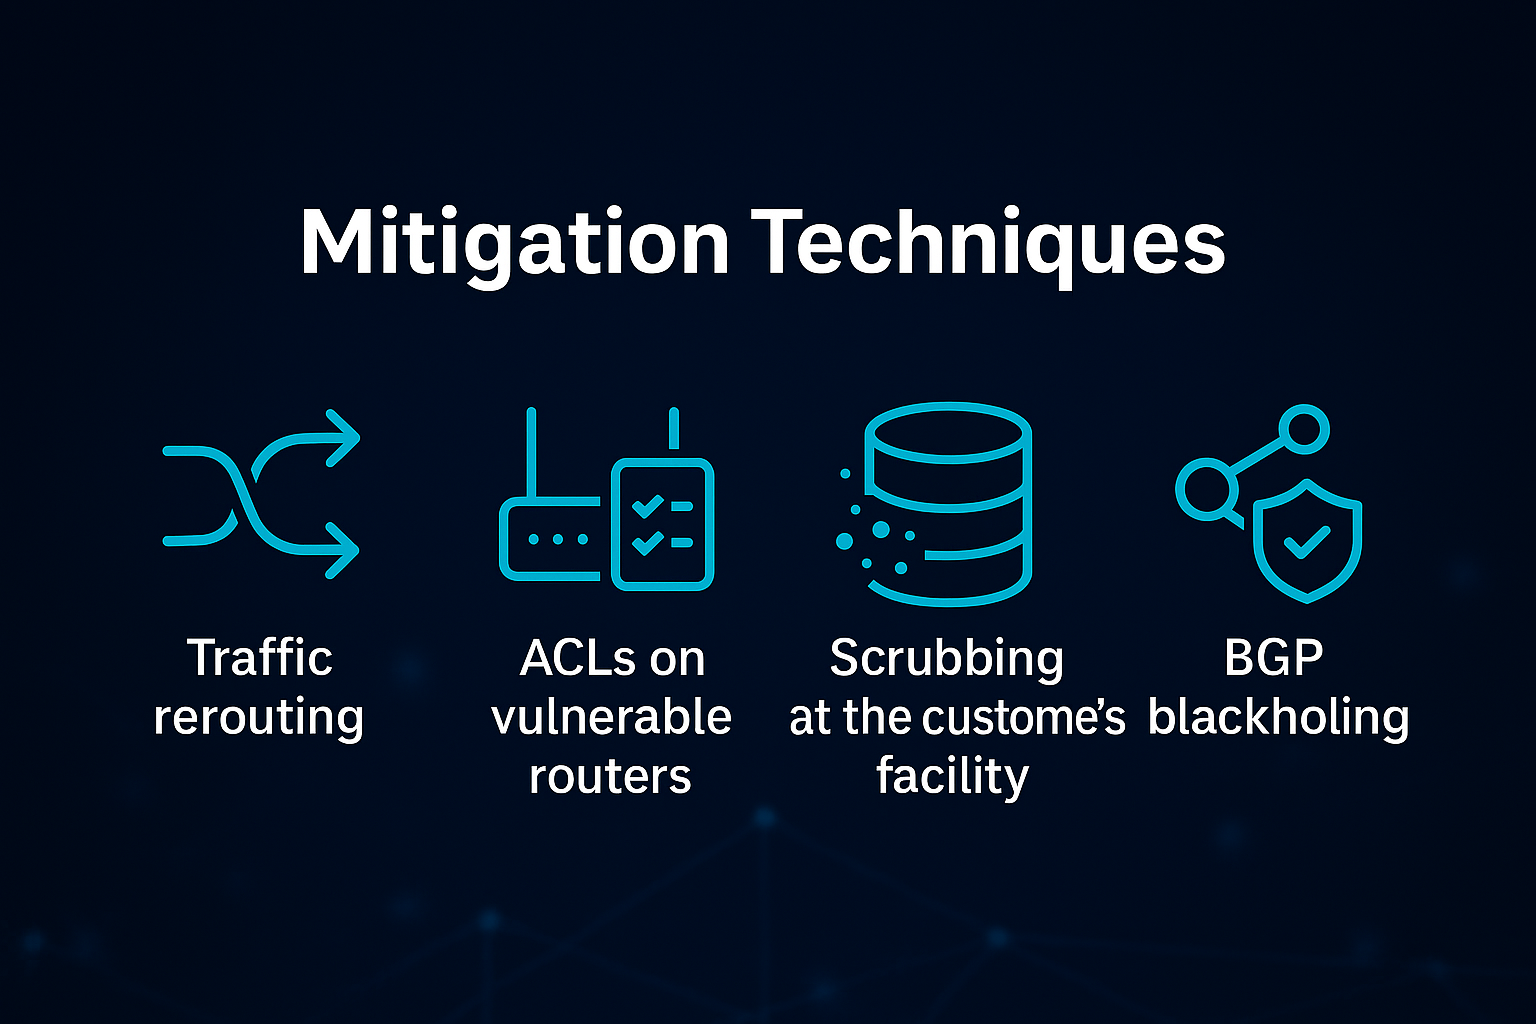 Mitigation Techniques
Traffic
rerouting
ACLs on
vulnerable
routers
Scrubbing
at the custome’s
facility
BGP
blackholing